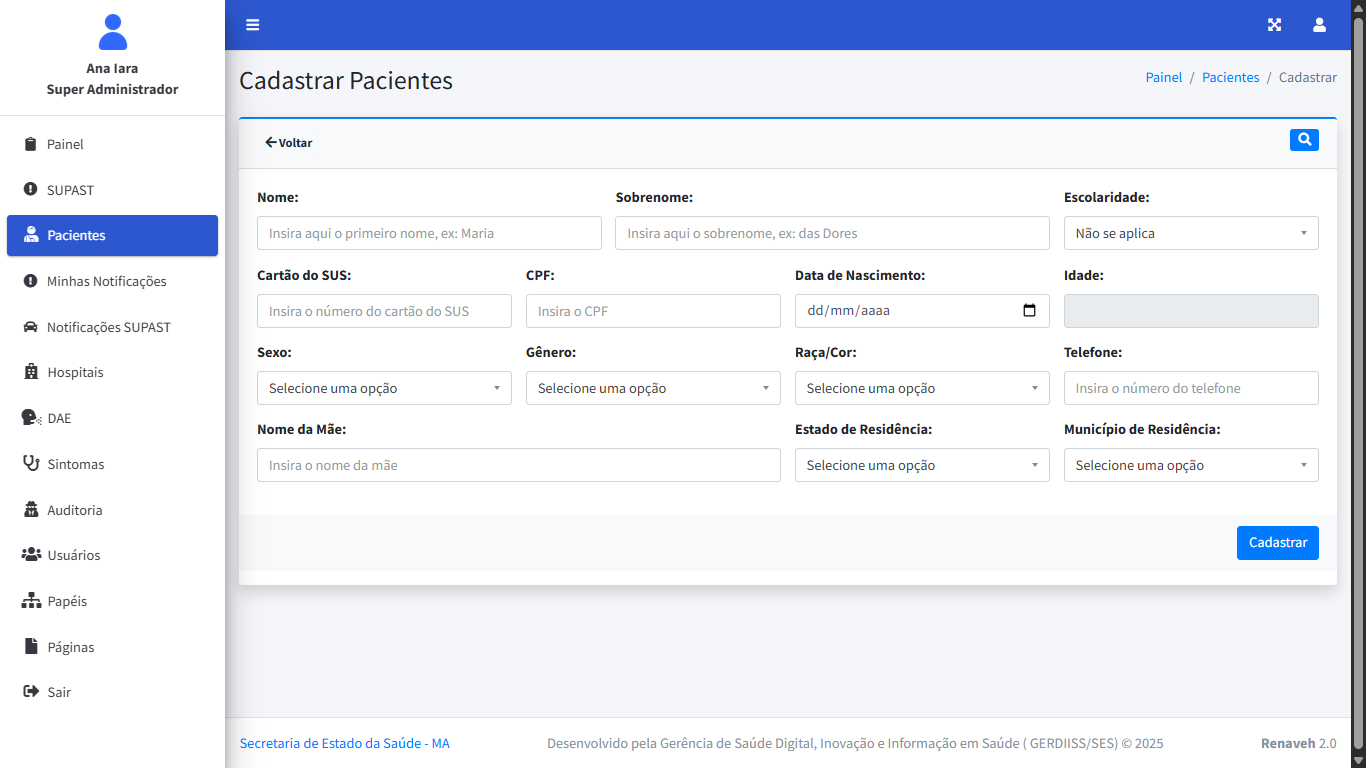 Ana Iara
Super Administrador
Painel
SUPAST
Pacientes
Minhas Notificações
Notificações SUPAST
Hospitais
DAE
Sintomas
Auditoria
Usuários
Papéis
Páginas
Sair
Cadastrar Pacientes
Painel / Pacientes / Cadastrar
Voltar
Nome: Sobrenome: Escolaridade:
Insira aqui o primeiro nome, ex: Maria Insira aqui o sobrenome, ex: das Dores Não se aplica
Cartão do SUS: CPF: Data de Nascimento: Idade:
Insira o número do cartão do SUS Insira o CPF dd/mm/aaaa
Sexo: Gênero: Raça/Cor: Telefone:
Selecione uma opção Selecione uma opção Selecione uma opção Insira o número do telefone
Nome da Mãe: Estado de Residência: Município de Residência:
Insira o nome da mãe Selecione uma opção Selecione uma opção
Cadastrar
Secretaria de Estado da Saúde - MA Desenvolvido pela Gerência de Saúde Digital, Inovação e Informação em Saúde ( GERDIISS/SES) © 2025 Renaveh 2.0